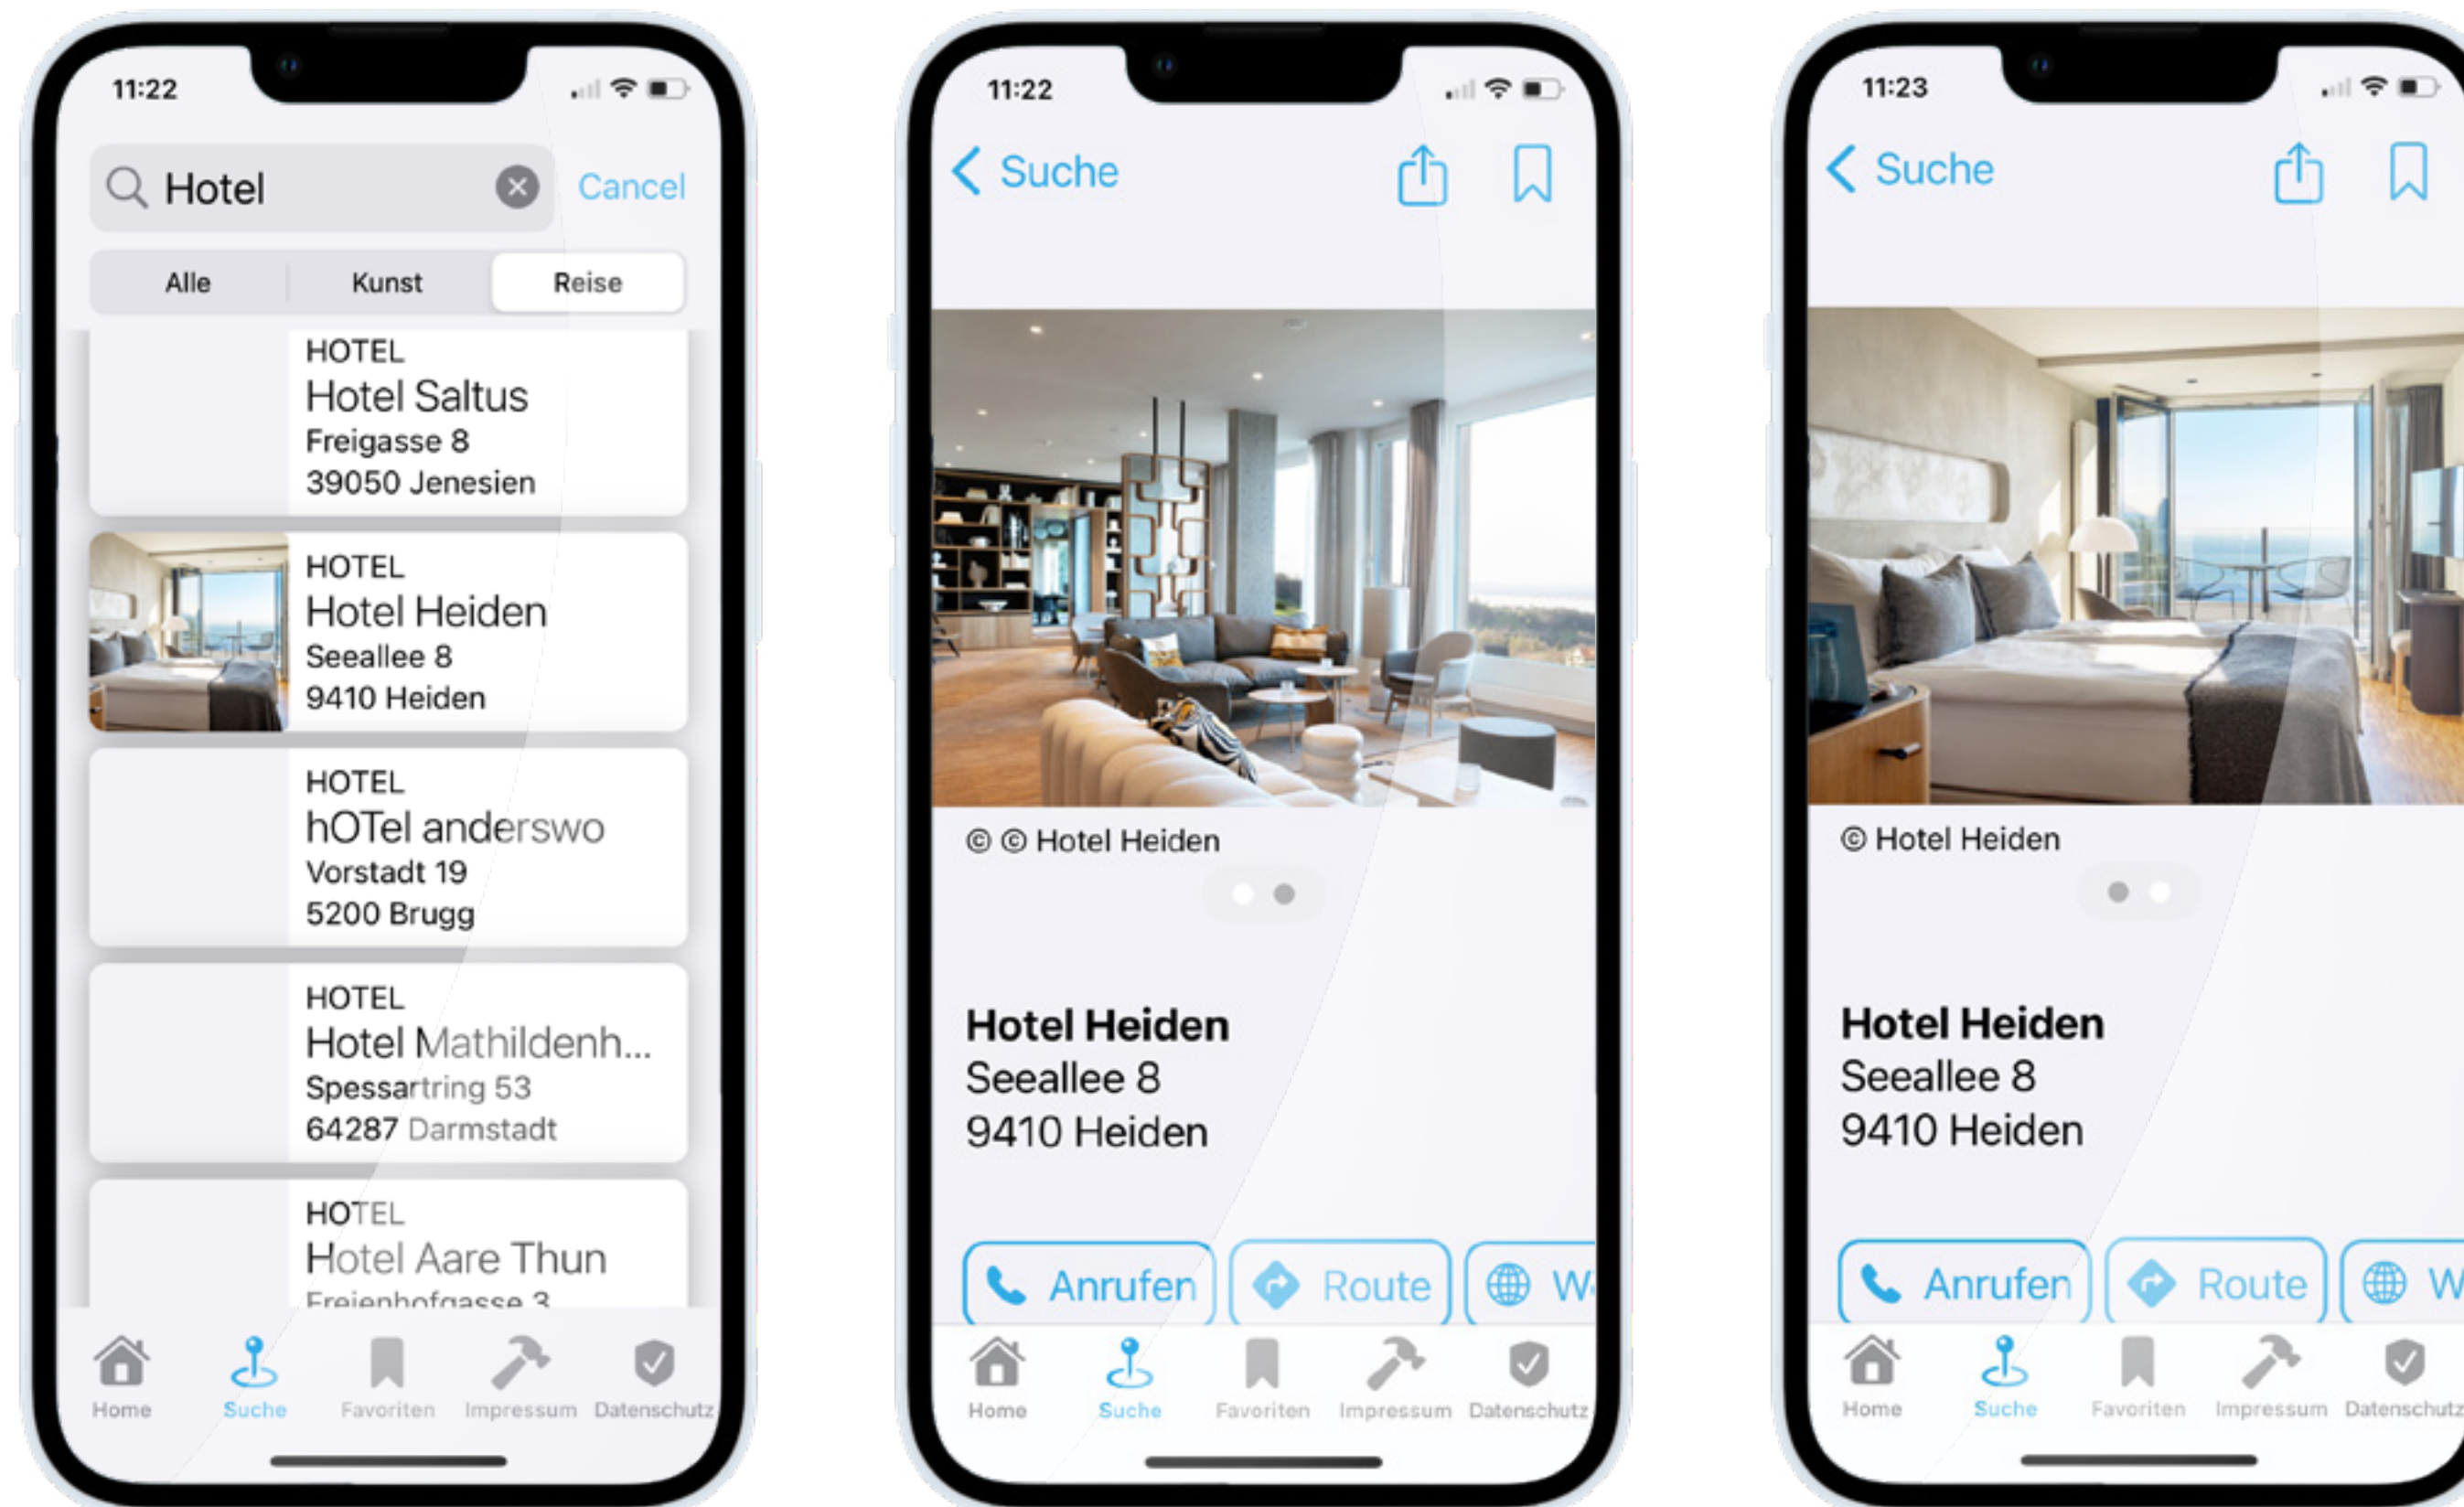 11:22
Hotel
Cancel
Alle
Kunst
Reise
HOTEL
Hotel Saltus
Freigasse 8
39050 Jenesien
HOTEL
Hotel Heiden
Seeallee 8
9410 Heiden
HOTEL
hOTel anderswo
Vorstadt 19
5200 Brugg
HOTEL
Hotel Mathildenh...
Spessartring 53
64287 Darmstadt
HOTEL
Hotel Aare Thun
Freienhofgasse 3
Home
Suche
Favoriten
Impressum
Datenschutz
11:22
Suche
© © Hotel Heiden
Hotel Heiden
Seeallee 8
9410 Heiden
Anrufen
Route
Home
Suche
Favoriten
Impressum
Datenschutz
11:23
Suche
© Hotel Heiden
Hotel Heiden
Seeallee 8
9410 Heiden
Anrufen
Route
W
Home
Suche
Favoriten
Impressum
Datenschutz